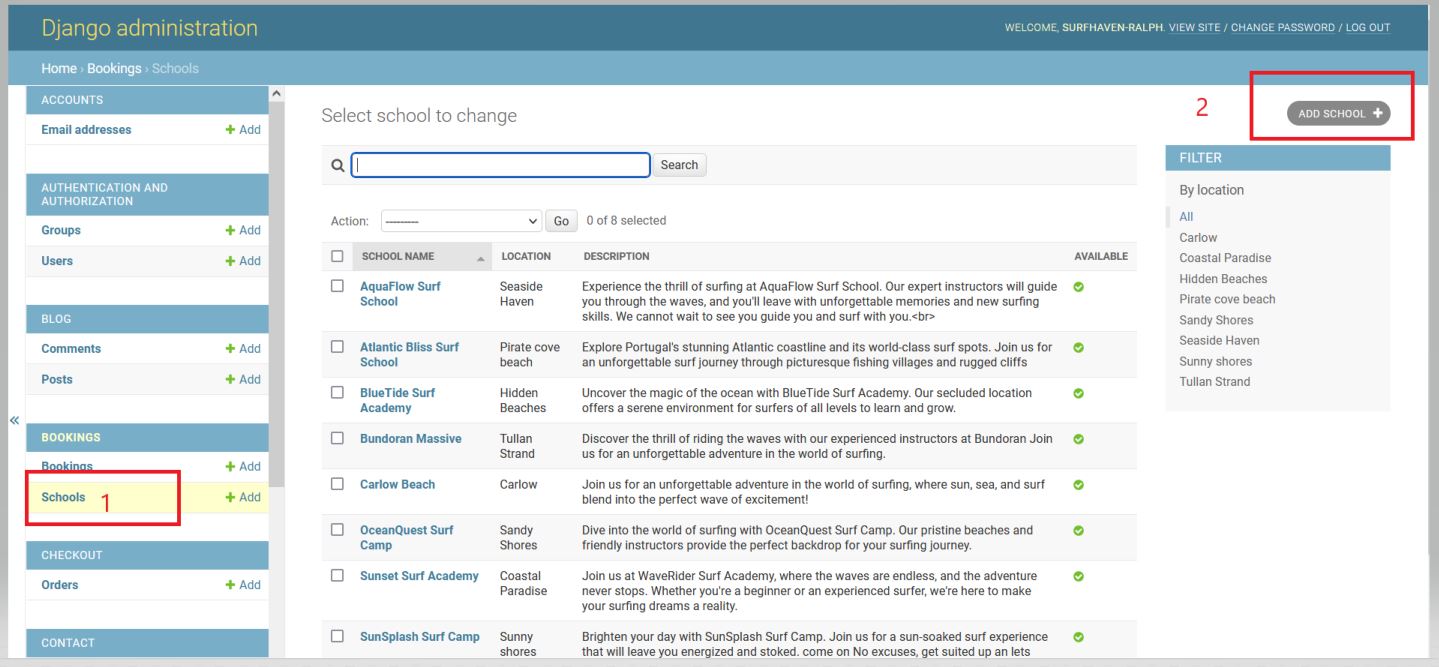 Django administration
WELCOME, SURFHAVEN-RALPH. VIEW SITE / CHANGE PASSWORD / LOG OUT
Home › Bookings › Schools
ACCOUNTS
Email addresses + Add
AUTHENTICATION AND
AUTHORIZATION
Groups + Add
Users + Add
BLOG
Comments + Add
Posts + Add
«
BOOKINGS
Bookings + Add
Schools 1 + Add
CHECKOUT
Orders + Add
CONTACT
Select school to change
2
ADD SCHOOL +
Search
Action: --------- Go 0 of 8 selected
SCHOOL NAME LOCATION DESCRIPTION AVAILABLE
AquaFlow Surf Seaside Experience the thrill of surfing at AquaFlow Surf School. Our expert instructors will guide
School Haven you through the waves, and you'll leave with unforgettable memories and new surfing
skills. We cannot wait to see you guide you and surf with you.<br>
Atlantic Bliss Surf Pirate cove Explore Portugal's stunning Atlantic coastline and its world-class surf spots. Join us for
School beach an unforgettable surf journey through picturesque fishing villages and rugged cliffs
BlueTide Surf Hidden Uncover the magic of the ocean with BlueTide Surf Academy. Our secluded location
Academy Beaches offers a serene environment for surfers of all levels to learn and grow.
Bundoran Massive Tullan Discover the thrill of riding the waves with our experienced instructors at Bundoran Join
Strand us for an unforgettable adventure in the world of surfing.
Carlow Beach Carlow Join us for an unforgettable adventure in the world of surfing, where sun, sea, and surf
blend into the perfect wave of excitement!
OceanQuest Surf Sandy Dive into the world of surfing with OceanQuest Surf Camp. Our pristine beaches and
Camp Shores friendly instructors provide the perfect backdrop for your surfing journey.
Sunset Surf Academy Coastal Join us at WaveRider Surf Academy, where the waves are endless, and the adventure
Paradise never stops. Whether you're a beginner or an experienced surfer, we're here to make
your surfing dreams a reality.
SunSplash Surf Camp Sunny Brighten your day with SunSplash Surf Camp. Join us for a sun-soaked surf experience
shores that will leave you energized and stoked. come on No excuses, get suited up an lets
FILTER
By location
All
Carlow
Coastal Paradise
Hidden Beaches
Pirate cove beach
Sandy Shores
Seaside Haven
Sunny shores
Tullan Strand